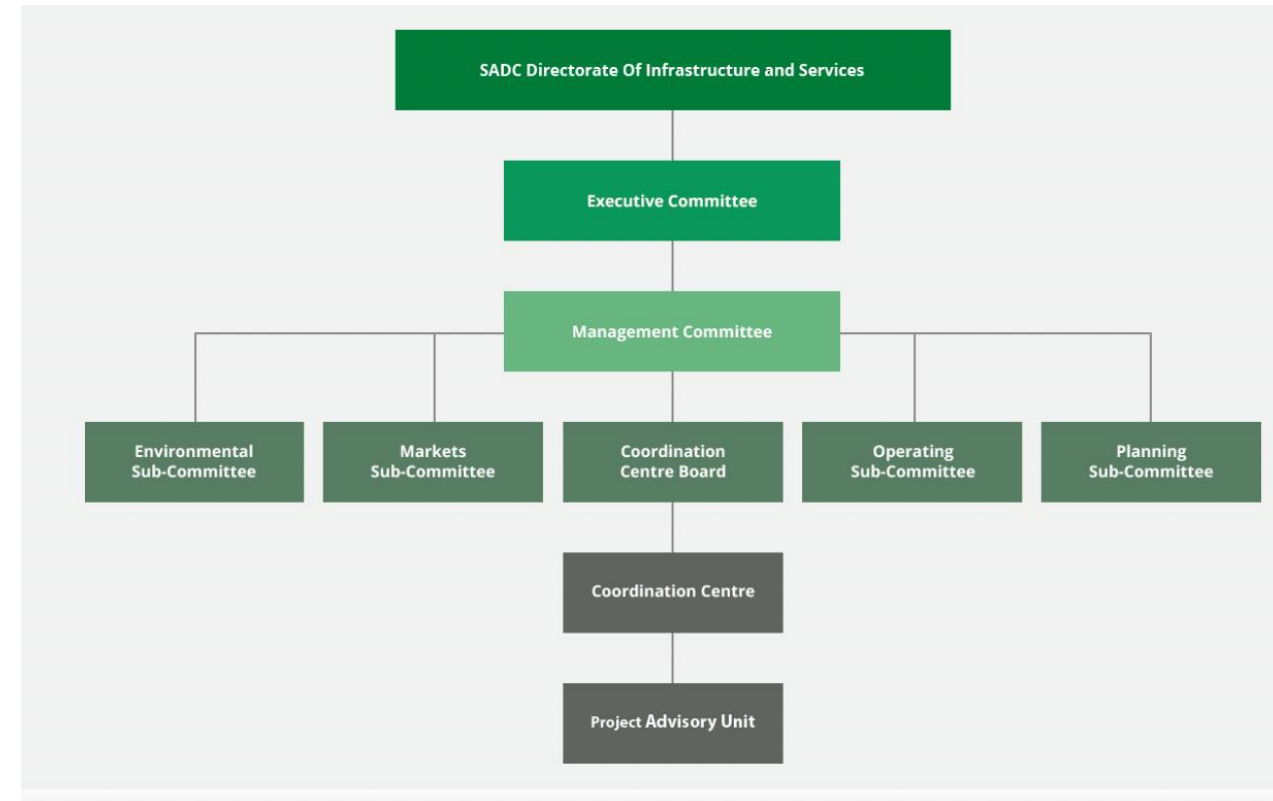 SADC Directorate Of Infrastructure and Services
Executive Committee
Management Committee
Environmental
Sub-Committee
Markets
Sub-Committee
Coordination
Centre Board
Operating
Sub-Committee
Planning
Sub-Committee
Coordination Centre
Project Advisory Unit